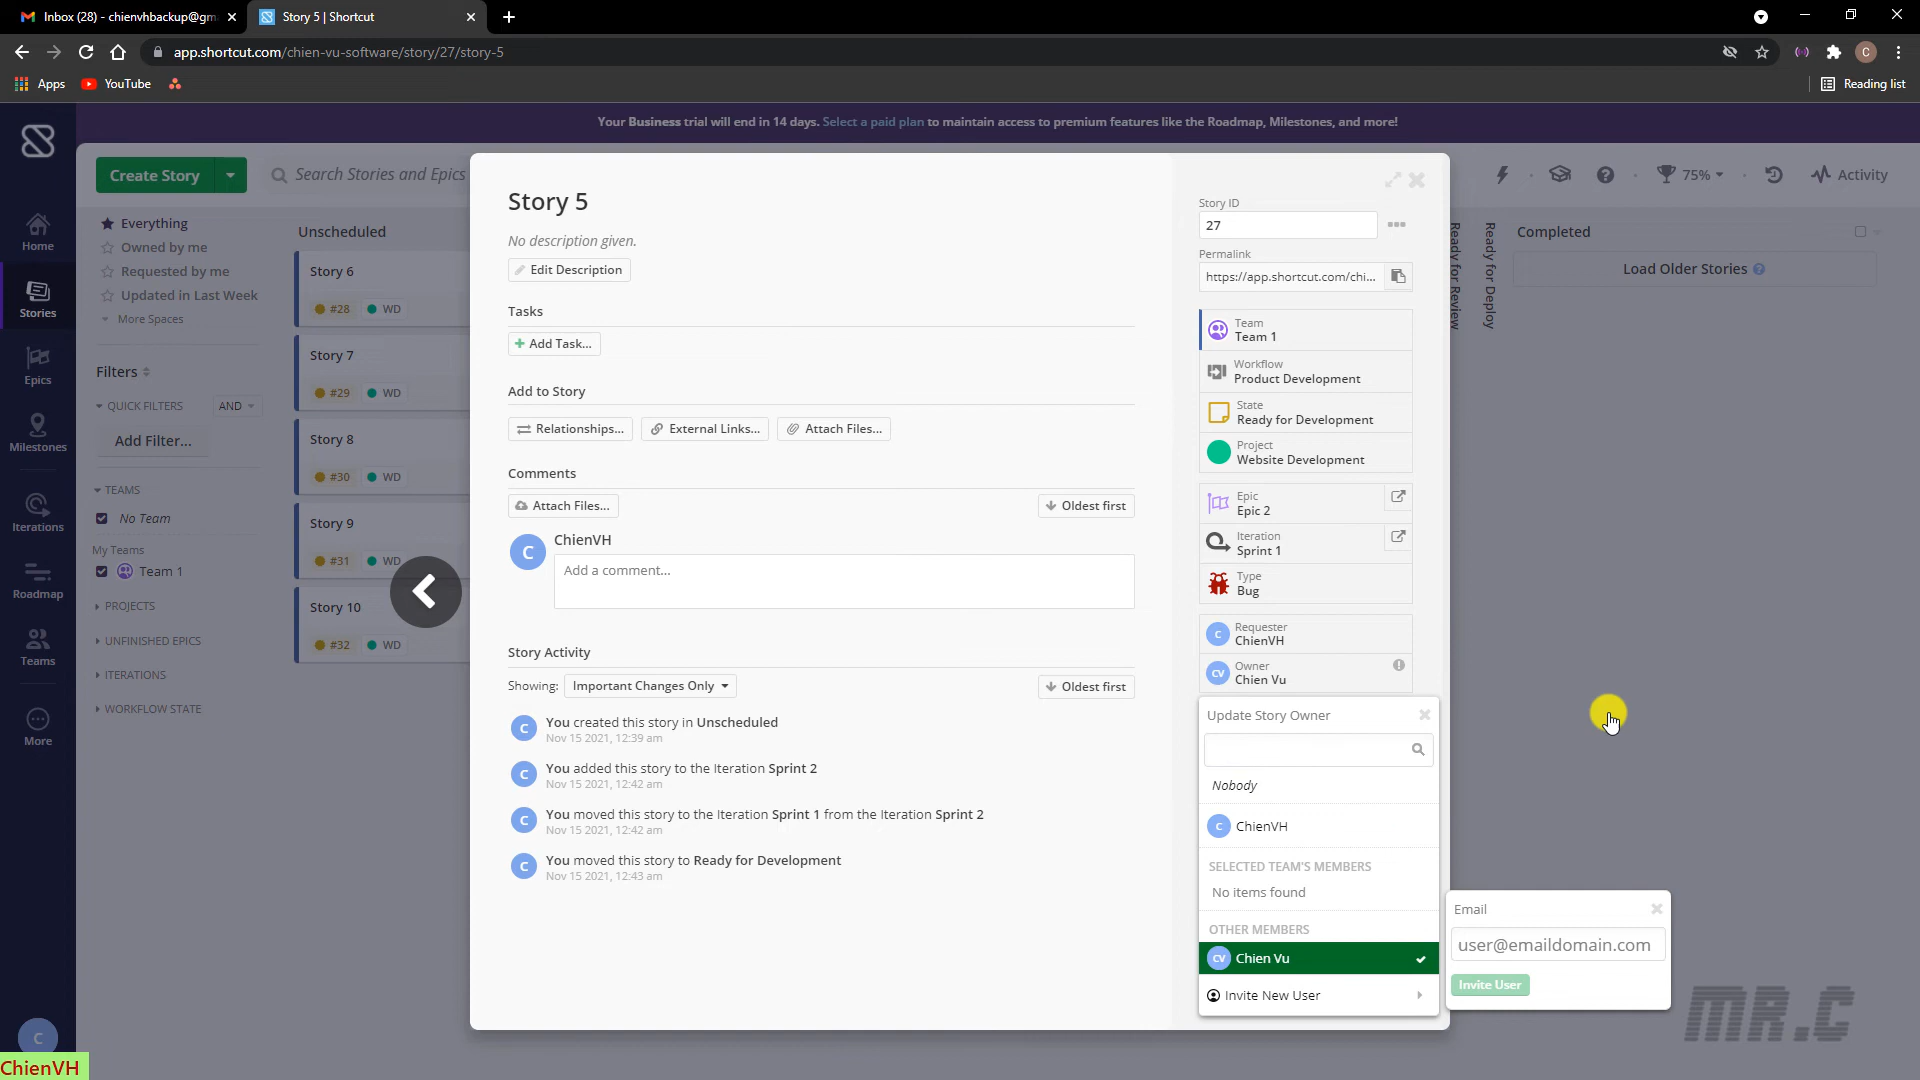 Inbox (28) - chienvhbackup@gm
Story 5 | Shortcut
app.shortcut.com/chien-vu-software/story/27/story-5
C
Apps
YouTube
Reading list
Your Business trial will end in 14 days. Select a paid plan to maintain access to premium features like the Roadmap, Milestones, and more!
Create Story
Search Stories and Epics
75%
Activity
Home
Stories
Epics
Milestones
Iterations
Roadmap
Teams
More
C
ChienVH
Everything
Owned by me
Requested by me
Updated in Last Week
More Spaces
Filters
QUICK FILTERS
AND
Add Filter...
TEAMS
No Team
My Teams
Team 1
PROJECTS
UNFINISHED EPICS
ITERATIONS
WORKFLOW STATE
Unscheduled
Story 6
#28 WD
Story 7
#29 WD
Story 8
#30 WD
Story 9
#31 WD
Story 10
#32 WD
Story 5
No description given.
Edit Description
Tasks
+ Add Task...
Add to Story
Relationships...
External Links...
Attach Files...
Comments
Attach Files...
Oldest first
C
ChienVH
Add a comment...
Story Activity
Showing: Important Changes Only
Oldest first
C
You created this story in Unscheduled
Nov 15 2021, 12:39 am
C
You added this story to the Iteration Sprint 2
Nov 15 2021, 12:42 am
C
You moved this story to the Iteration Sprint 1 from the Iteration Sprint 2
Nov 15 2021, 12:42 am
C
You moved this story to Ready for Development
Nov 15 2021, 12:43 am
Story ID
27
Permalink
https://app.shortcut.com/chi...
Team
Team 1
Workflow
Product Development
State
Ready for Development
Project
Website Development
Epic
Epic 2
Iteration
Sprint 1
Type
Bug
C
Requester
ChienVH
CV
Owner
Chien Vu
Update Story Owner
Nobody
C ChienVH
SELECTED TEAM'S MEMBERS
No items found
OTHER MEMBERS
CV Chien Vu
Invite New User
Email
user@emaildomain.com
Invite User
Ready for Review
Ready for Deploy
Completed
Load Older Stories
MR.C